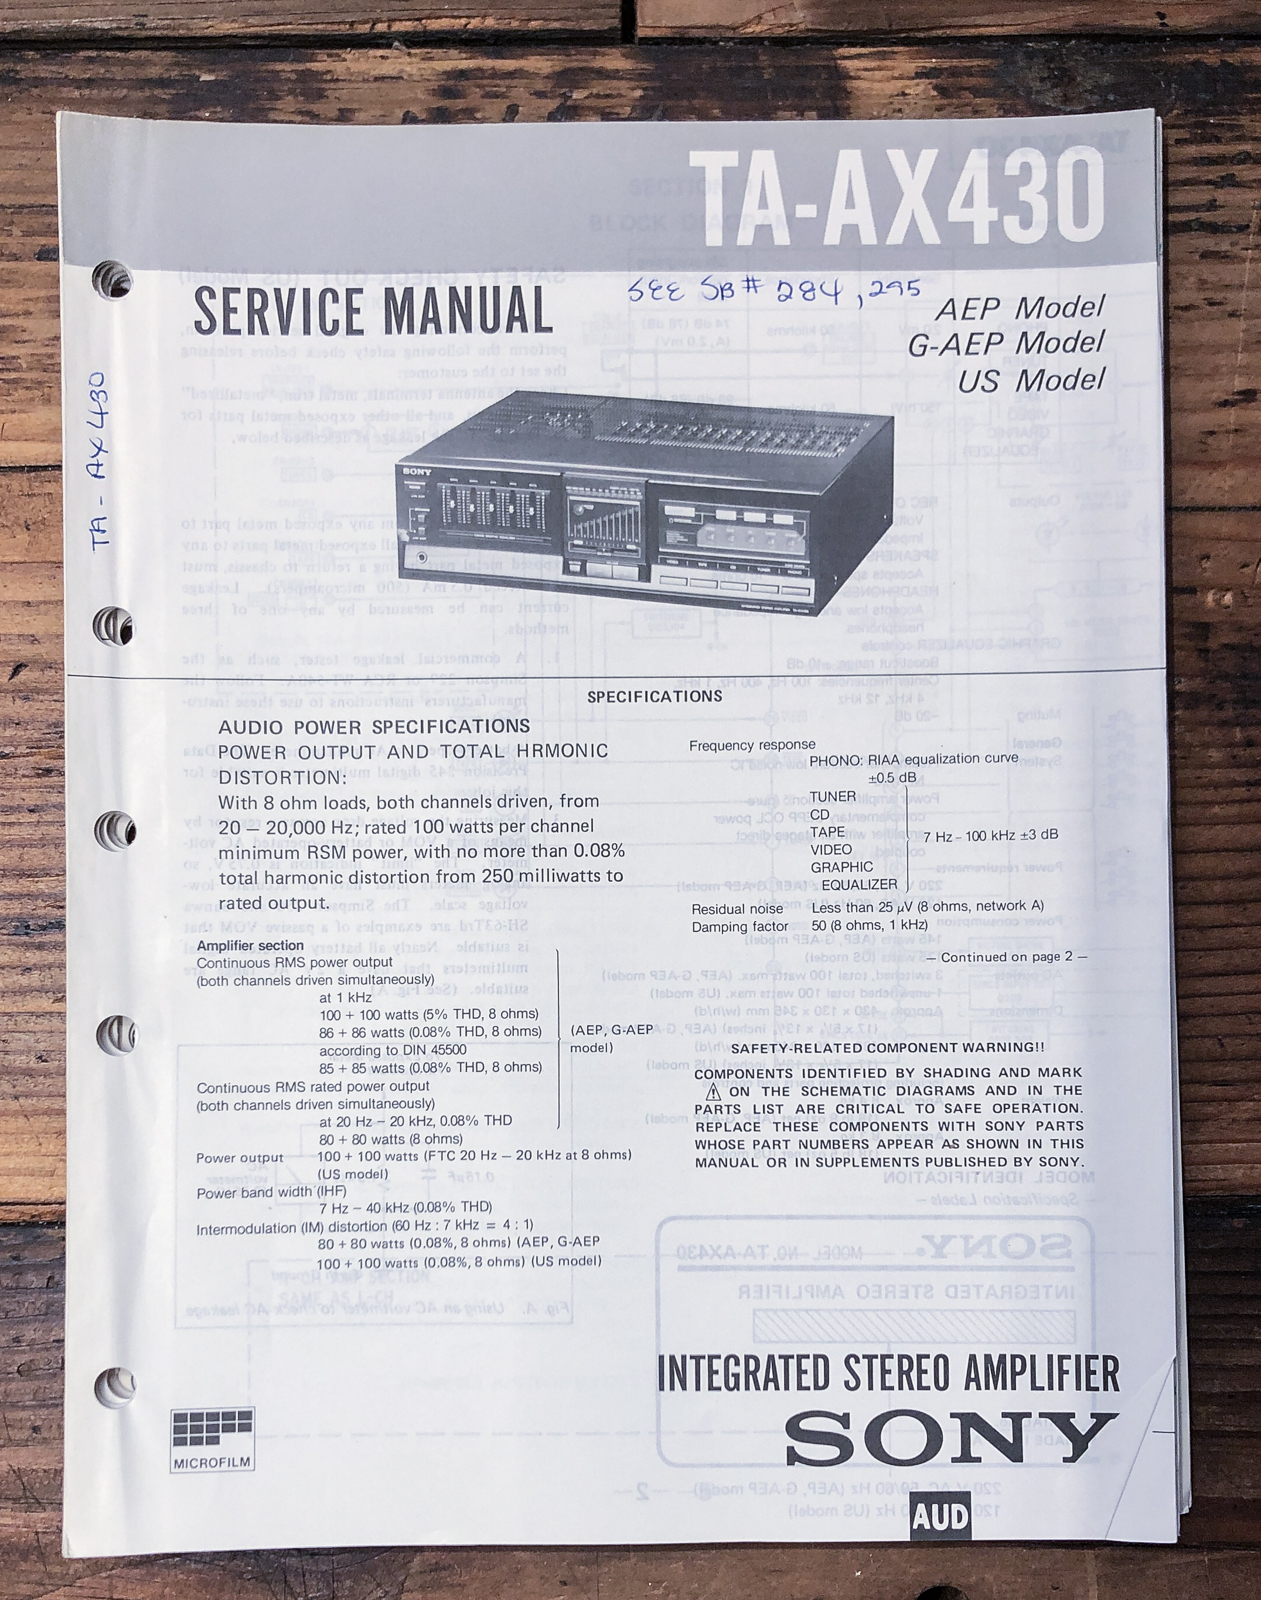 TA-AX430
SERVICE MANUAL
SEE SB# 284, 295
AEP Model
G-AEP Model
US Model
TA-AX430
SONY
SPECIFICATIONS
AUDIO POWER SPECIFICATIONS
POWER OUTPUT AND TOTAL HRMONIC
DISTORTION:
With 8 ohm loads, both channels driven, from
20 – 20,000 Hz; rated 100 watts per channel
minimum RSM power, with no more than 0.08%
total harmonic distortion from 250 milliwatts to
rated output.
Amplifier section
Continuous RMS power output
(both channels driven simultaneously)
at 1 kHz
100 + 100 watts (5% THD, 8 ohms)
86 + 86 watts (0.08% THD, 8 ohms)
according to DIN 45500
85 + 85 watts (0.08% THD, 8 ohms)
Continuous RMS rated power output
(both channels driven simultaneously)
at 20 Hz – 20 kHz, 0.08% THD
80 + 80 watts (8 ohms)
(AEP, G-AEP
model)
Power output 100 + 100 watts (FTC 20 Hz – 20 kHz at 8 ohms)
(US model)
Power band width (IHF)
7 Hz – 40 kHz (0.08% THD)
Intermodulation (IM) distortion (60 Hz : 7 kHz = 4 : 1)
80 + 80 watts (0.08%, 8 ohms) (AEP, G-AEP
100 + 100 watts (0.08%, 8 ohms) (US model)
Frequency response
PHONO: RIAA equalization curve
±0.5 dB
TUNER
CD
TAPE
VIDEO
GRAPHIC
EQUALIZER
7 Hz – 100 kHz ±3 dB
Residual noise Less than 25 μV (8 ohms, network A)
Damping factor 50 (8 ohms, 1 kHz)
– Continued on page 2 –
SAFETY-RELATED COMPONENT WARNING!!
COMPONENTS IDENTIFIED BY SHADING AND MARK
⚠ ON THE SCHEMATIC DIAGRAMS AND IN THE
PARTS LIST ARE CRITICAL TO SAFE OPERATION.
REPLACE THESE COMPONENTS WITH SONY PARTS
WHOSE PART NUMBERS APPEAR AS SHOWN IN THIS
MANUAL OR IN SUPPLEMENTS PUBLISHED BY SONY.
INTEGRATED STEREO AMPLIFIER
SONY
AUD
MICROFILM